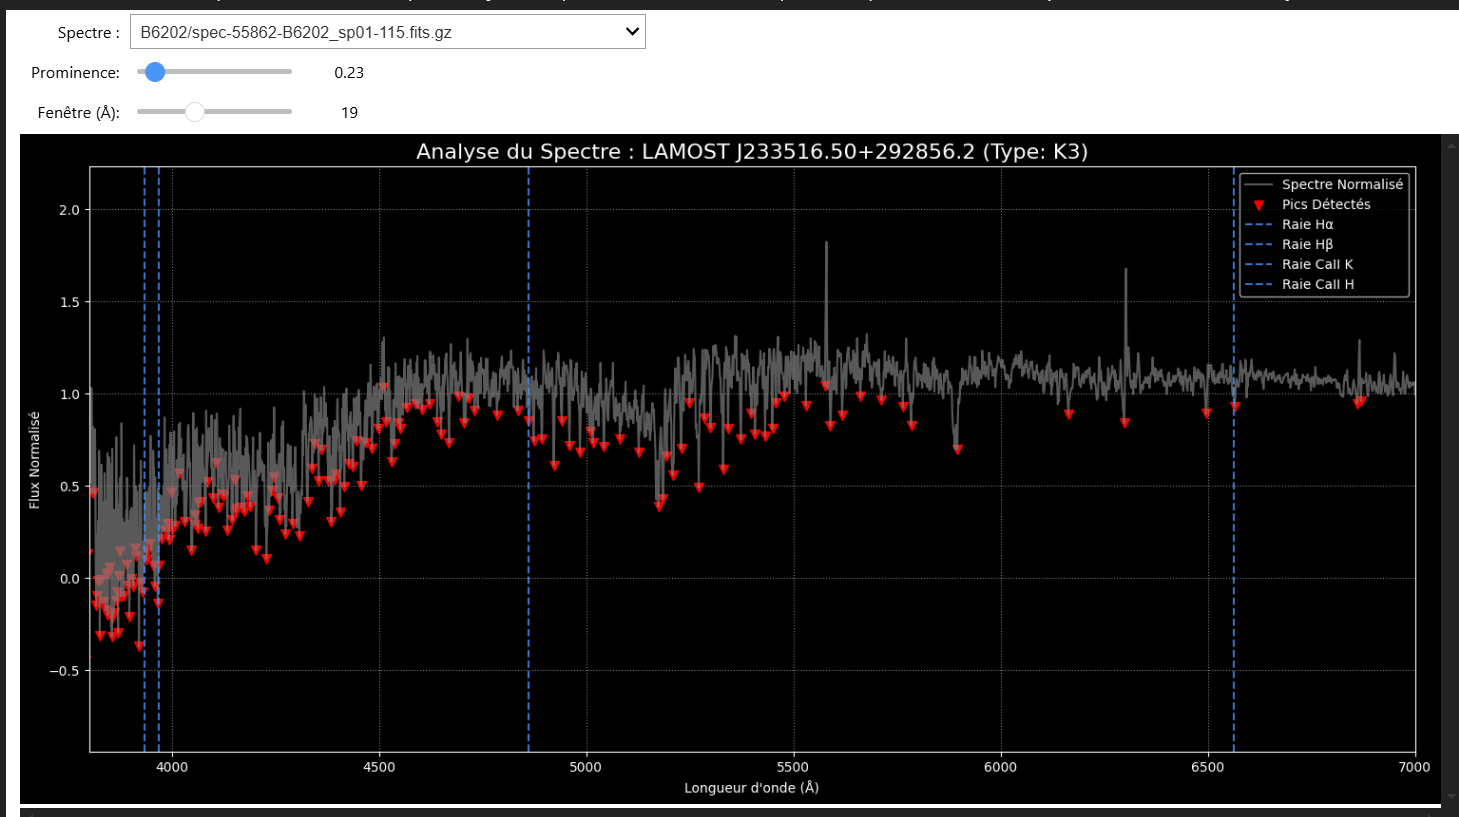 Spectre :
B6202/spec-55862-B6202_sp01-115.fits.gz
Prominence:
0.23
Fenêtre (Å):
19
Analyse du Spectre : LAMOST J233516.50+292856.2 (Type: K3)
Spectre Normalisé
Pics Détectés
Raie Hα
Raie Hβ
Raie CaII K
Raie CaII H
2.0
1.5
1.0
0.5
0.0
−0.5
Flux Normalisé
4000
4500
5000
5500
6000
6500
7000
Longueur d'onde (Å)